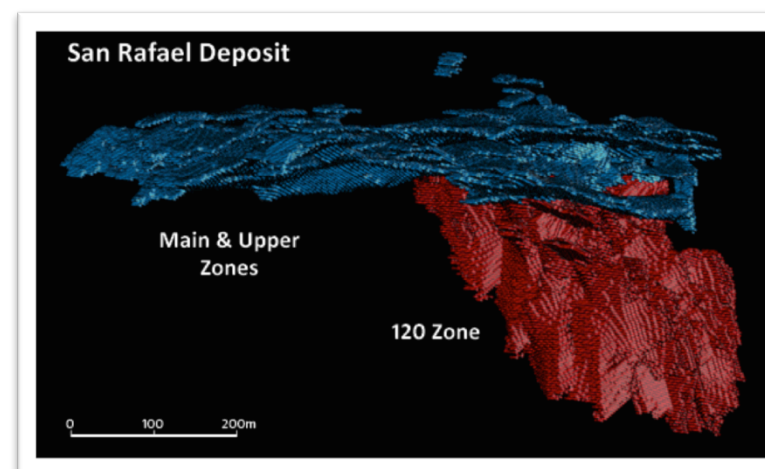 San Rafael Deposit
Main & Upper
Zones
120 Zone
0 100 200m